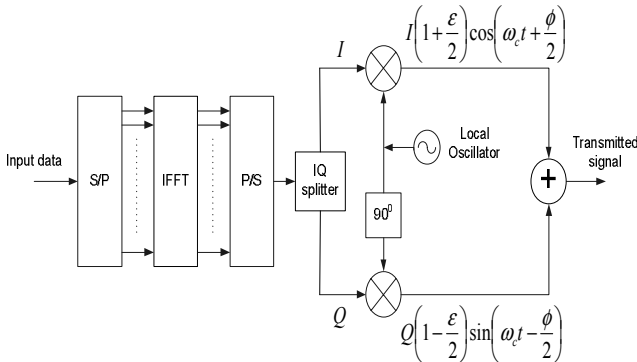 I(1+ε/2)cos(ω_c t+φ/2)
I
Input data
S/P
IFFT
P/S
IQ
splitter
Local
Oscillator
90⁰
Transmitted
signal
+
Q
Q(1-ε/2)sin(ω_c t-φ/2)